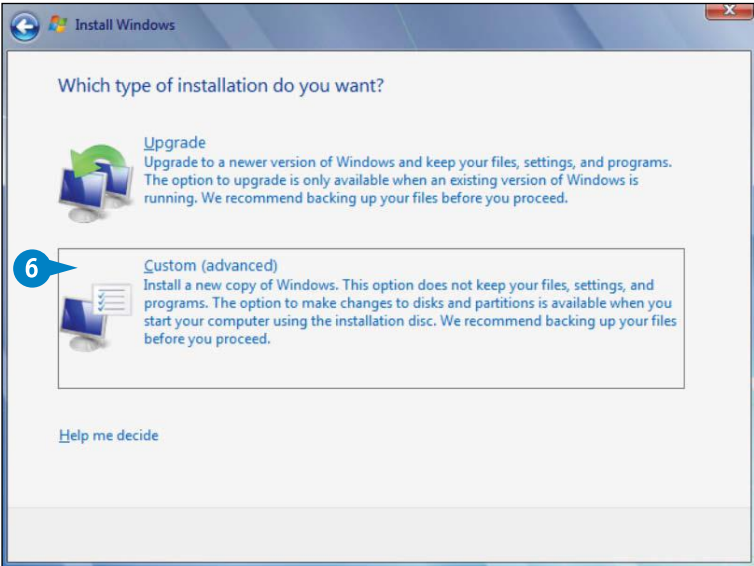 Install Windows
Which type of installation do you want?
Upgrade
Upgrade to a newer version of Windows and keep your files, settings, and programs.
The option to upgrade is only available when an existing version of Windows is
running. We recommend backing up your files before you proceed.
6
Custom (advanced)
Install a new copy of Windows. This option does not keep your files, settings, and
programs. The option to make changes to disks and partitions is available when you
start your computer using the installation disc. We recommend backing up your files
before you proceed.
Help me decide